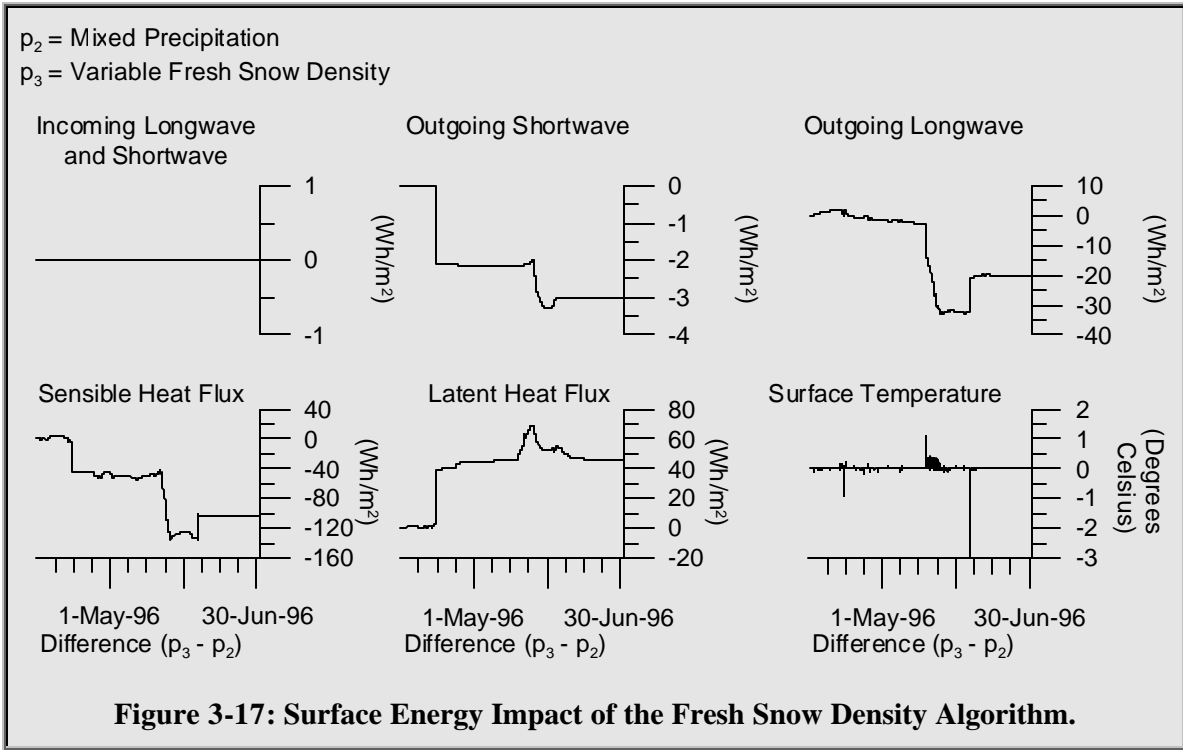 p2 = Mixed Precipitation
p3 = Variable Fresh Snow Density
Incoming Longwave
and Shortwave
1
0
-1
(Wh/m2)
Outgoing Shortwave
0
-1
-2
-3
-4
(Wh/m2)
Outgoing Longwave
10
0
-10
-20
-30
-40
(Wh/m2)
Sensible Heat Flux
40
0
-40
-80
-120
-160
(Wh/m2)
1-May-96 30-Jun-96
Difference (p3 - p2)
Latent Heat Flux
80
60
40
20
0
-20
(Wh/m2)
1-May-96 30-Jun-96
Difference (p3 - p2)
Surface Temperature
2
1
0
-1
-2
-3
(Degrees
Celsius)
1-May-96 30-Jun-96
Difference (p3 - p2)
Figure 3-17: Surface Energy Impact of the Fresh Snow Density Algorithm.